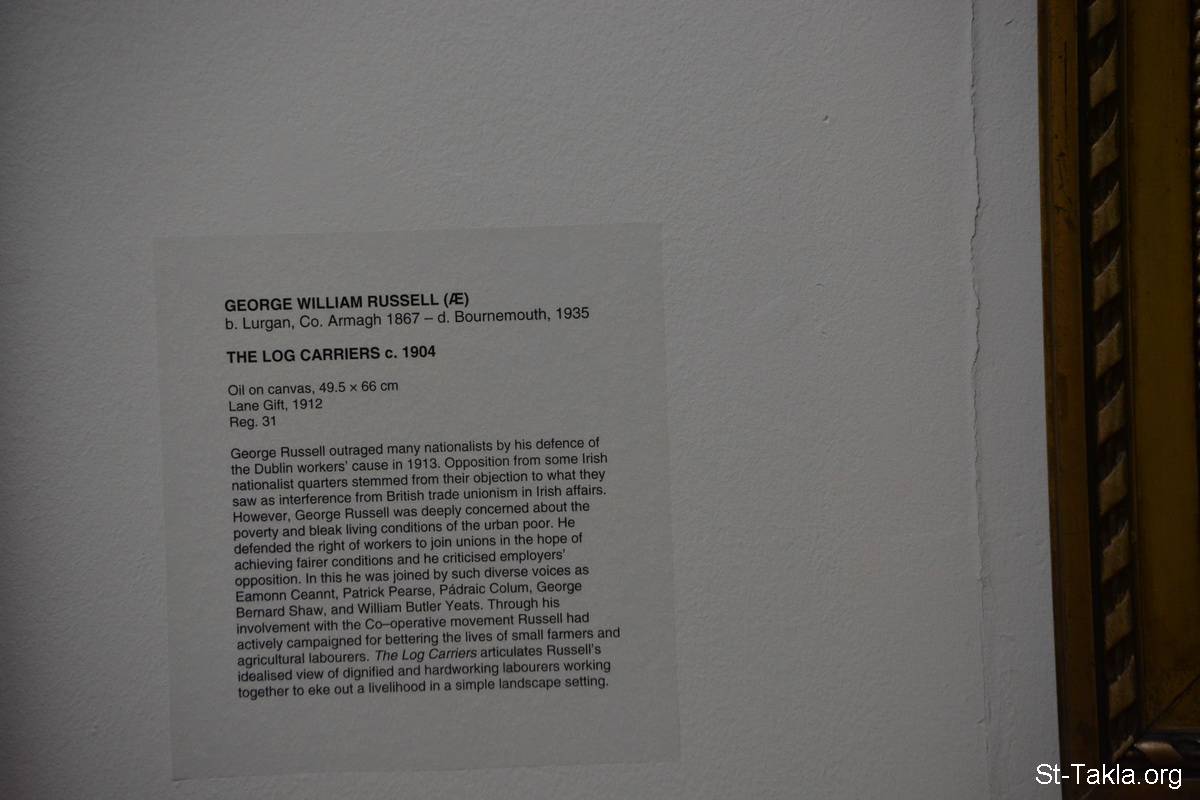 GEORGE WILLIAM RUSSELL (Æ)
b. Lurgan, Co. Armagh 1867 – d. Bournemouth, 1935
THE LOG CARRIERS c. 1904
Oil on canvas, 49.5 × 66 cm
Lane Gift, 1912
Reg. 31
George Russell outraged many nationalists by his defence of
the Dublin workers' cause in 1913. Opposition from some Irish
nationalist quarters stemmed from their objection to what they
saw as interference from British trade unionism in Irish affairs.
However, George Russell was deeply concerned about the
poverty and bleak living conditions of the urban poor. He
defended the right of workers to join unions in the hope of
achieving fairer conditions and he criticised employers'
opposition. In this he was joined by such diverse voices as
Eamonn Ceannt, Patrick Pearse, Pádraic Colum, George
Bernard Shaw, and William Butler Yeats. Through his
involvement with the Co–operative movement Russell had
actively campaigned for bettering the lives of small farmers and
agricultural labourers. The Log Carriers articulates Russell's
idealised view of dignified and hardworking labourers working
together to eke out a livelihood in a simple landscape setting.
St-Takla.org